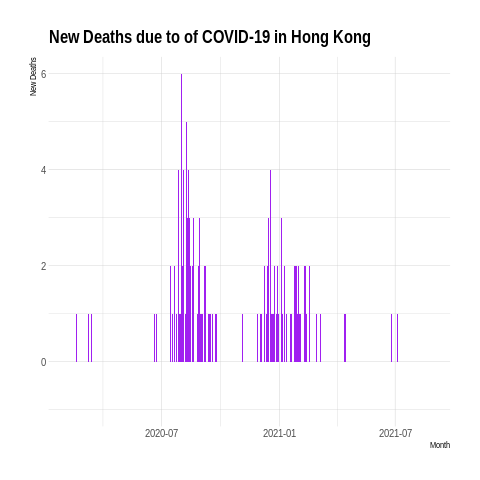 New Deaths due to of COVID-19 in Hong Kong
New Deaths
6
4
2
0
2020-07
2021-01
2021-07
Month